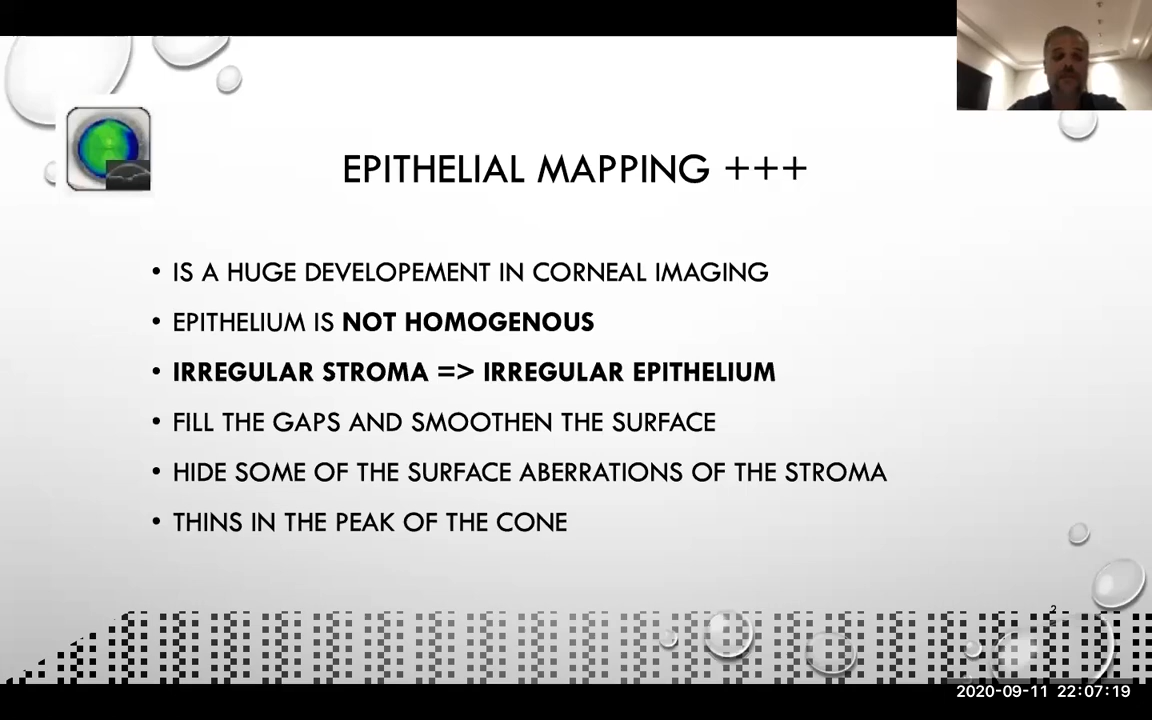 EPITHELIAL MAPPING +++
• IS A HUGE DEVELOPEMENT IN CORNEAL IMAGING
• EPITHELIUM IS NOT HOMOGENOUS
• IRREGULAR STROMA => IRREGULAR EPITHELIUM
• FILL THE GAPS AND SMOOTHEN THE SURFACE
• HIDE SOME OF THE SURFACE ABERRATIONS OF THE STROMA
• THINS IN THE PEAK OF THE CONE
2
2020-09-11 22:07:19